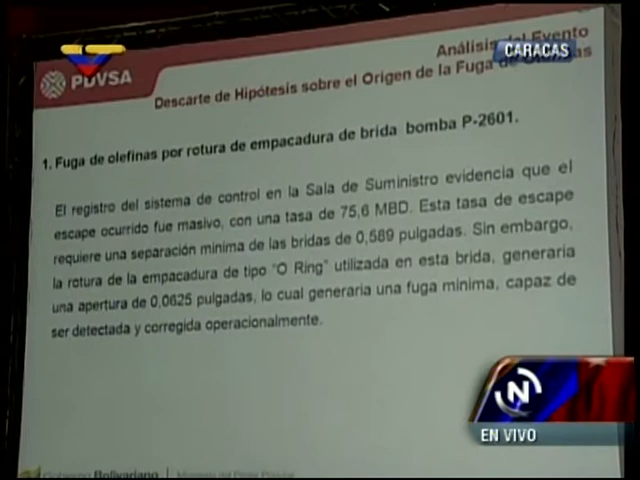 PDVSA
Análisis del Evento
CARACAS
Descarte de Hipótesis sobre el Origen de la Fuga de
1. Fuga de olefinas por rotura de empacadura de brida bomba P-2601.
El registro del sistema de control en la Sala de Suministro evidencia que el
escape ocurrido fue masivo, con una tasa de 75,6 MBD. Esta tasa de escape
requiere una separación mínima de las bridas de 0,589 pulgadas. Sin embargo,
la rotura de la empacadura de tipo “O Ring” utilizada en esta brida, generaria
una apertura de 0,0625 pulgadas, lo cual generaria una fuga mínima, capaz de
ser detectada y corregida operacionalmente.
N
EN VIVO
Gobierno Bolivariano